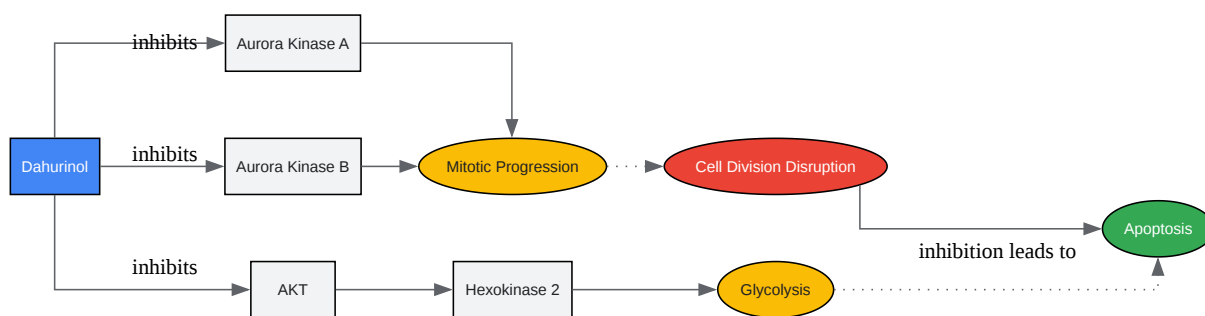 inhibits
Aurora Kinase A
Dahurinol
inhibits
Aurora Kinase B
Mitotic Progression
Cell Division Disruption
Apoptosis
inhibition leads to
inhibits
AKT
Hexokinase 2
Glycolysis